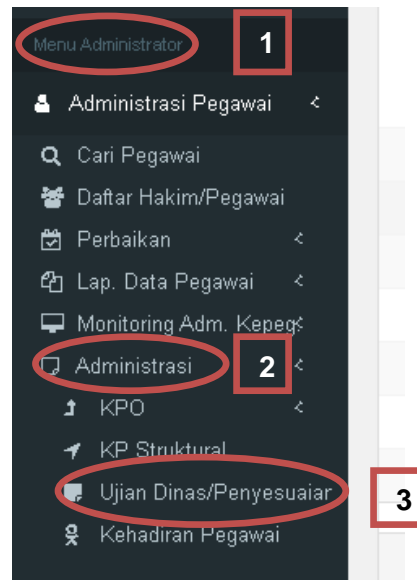 Menu Administrator 1
Administrasi Pegawai
Cari Pegawai
Daftar Hakim/Pegawai
Perbaikan
Lap. Data Pegawai
Monitoring Adm. Kepeg
Administrasi 2
KPO
KP Struktural
Ujian Dinas/Penyesuaiar 3
Kehadiran Pegawai